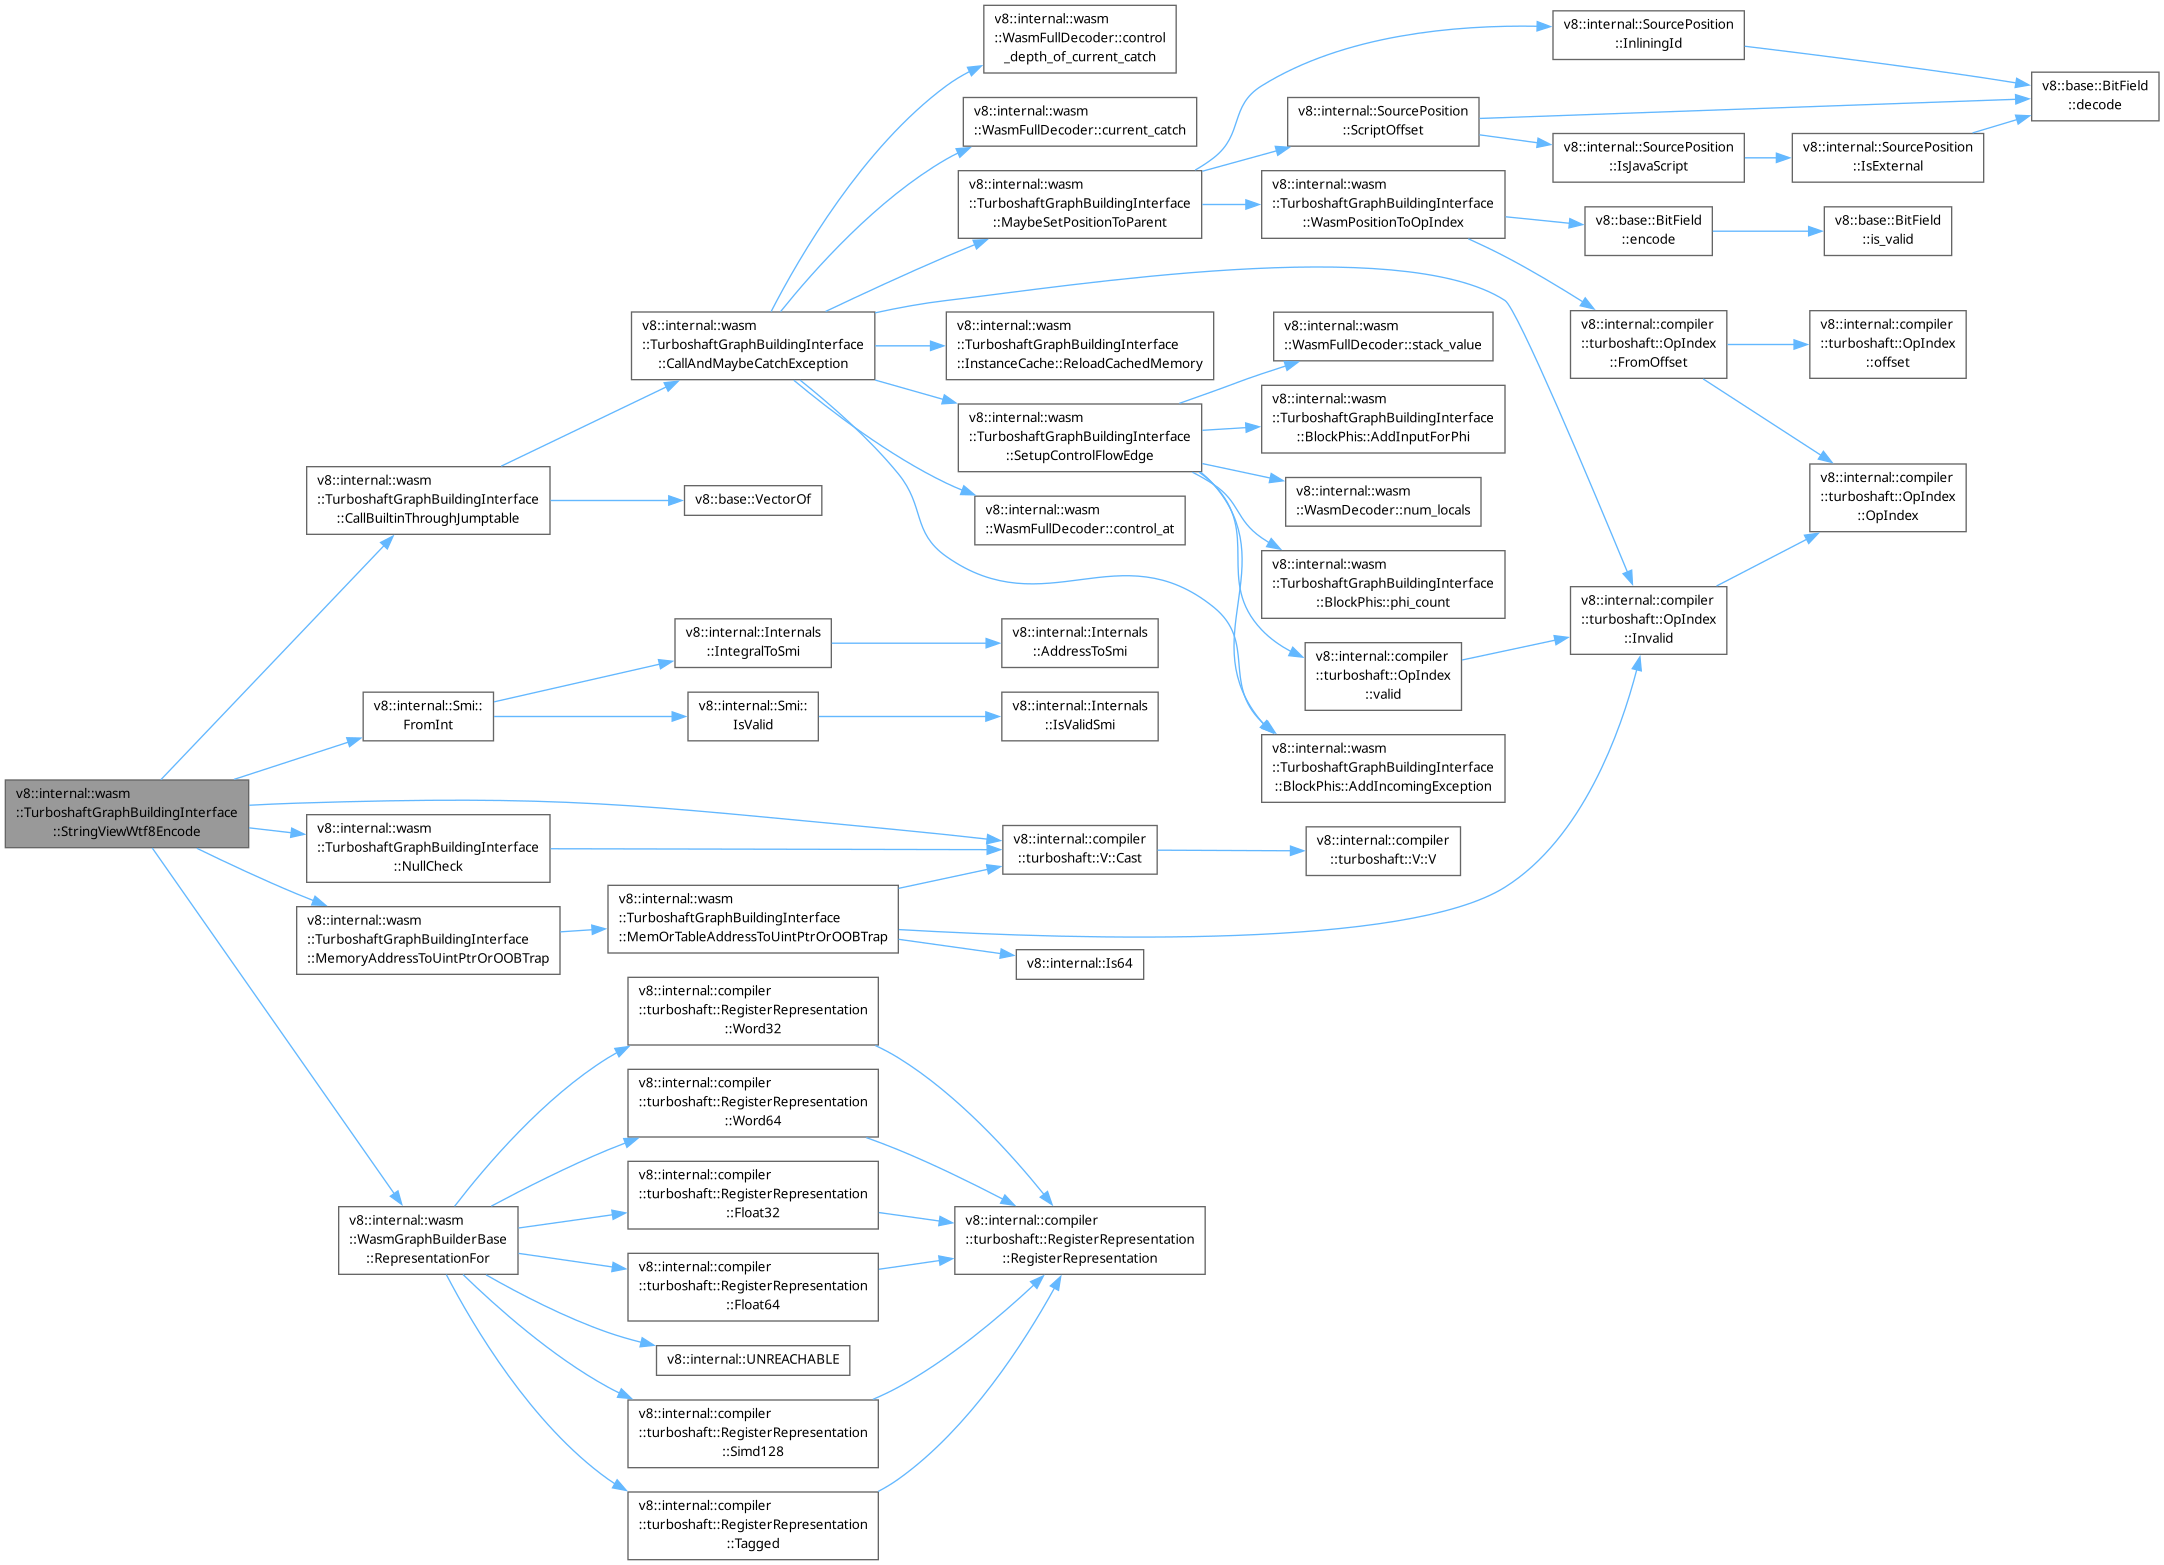 v8::internal::wasm
::TurboshaftGraphBuildingInterface
::StringViewWtf8Encode
v8::internal::wasm
::TurboshaftGraphBuildingInterface
::CallBuiltinThroughJumptable
v8::internal::Smi::
FromInt
v8::internal::wasm
::TurboshaftGraphBuildingInterface
::NullCheck
v8::internal::wasm
::TurboshaftGraphBuildingInterface
::MemoryAddressToUintPtrOrOOBTrap
v8::internal::wasm
::WasmGraphBuilderBase
::RepresentationFor
v8::internal::wasm
::TurboshaftGraphBuildingInterface
::CallAndMaybeCatchException
v8::base::VectorOf
v8::internal::Internals
::IntegralToSmi
v8::internal::Smi::
IsValid
v8::internal::wasm
::TurboshaftGraphBuildingInterface
::MemOrTableAddressToUintPtrOrOOBTrap
v8::internal::compiler
::turboshaft::RegisterRepresentation
::Word32
v8::internal::compiler
::turboshaft::RegisterRepresentation
::Word64
v8::internal::compiler
::turboshaft::RegisterRepresentation
::Float32
v8::internal::compiler
::turboshaft::RegisterRepresentation
::Float64
v8::internal::UNREACHABLE
v8::internal::compiler
::turboshaft::RegisterRepresentation
::Simd128
v8::internal::compiler
::turboshaft::RegisterRepresentation
::Tagged
v8::internal::wasm
::WasmFullDecoder::control
_depth_of_current_catch
v8::internal::wasm
::WasmFullDecoder::current_catch
v8::internal::wasm
::TurboshaftGraphBuildingInterface
::MaybeSetPositionToParent
v8::internal::wasm
::TurboshaftGraphBuildingInterface
::InstanceCache::ReloadCachedMemory
v8::internal::wasm
::TurboshaftGraphBuildingInterface
::SetupControlFlowEdge
v8::internal::wasm
::WasmFullDecoder::control_at
v8::internal::Internals
::AddressToSmi
v8::internal::Internals
::IsValidSmi
v8::internal::compiler
::turboshaft::V::Cast
v8::internal::Is64
v8::internal::compiler
::turboshaft::RegisterRepresentation
::RegisterRepresentation
v8::internal::SourcePosition
::ScriptOffset
v8::internal::wasm
::TurboshaftGraphBuildingInterface
::WasmPositionToOpIndex
v8::internal::wasm
::WasmFullDecoder::stack_value
v8::internal::wasm
::TurboshaftGraphBuildingInterface
::BlockPhis::AddInputForPhi
v8::internal::wasm
::WasmDecoder::num_locals
v8::internal::wasm
::TurboshaftGraphBuildingInterface
::BlockPhis::phi_count
v8::internal::compiler
::turboshaft::OpIndex
::valid
v8::internal::wasm
::TurboshaftGraphBuildingInterface
::BlockPhis::AddIncomingException
v8::internal::compiler
::turboshaft::V::V
v8::internal::SourcePosition
::InliningId
v8::internal::SourcePosition
::IsJavaScript
v8::base::BitField
::encode
v8::internal::compiler
::turboshaft::OpIndex
::FromOffset
v8::internal::compiler
::turboshaft::OpIndex
::Invalid
v8::internal::SourcePosition
::IsExternal
v8::base::BitField
::is_valid
v8::internal::compiler
::turboshaft::OpIndex
::offset
v8::internal::compiler
::turboshaft::OpIndex
::OpIndex
v8::base::BitField
::decode